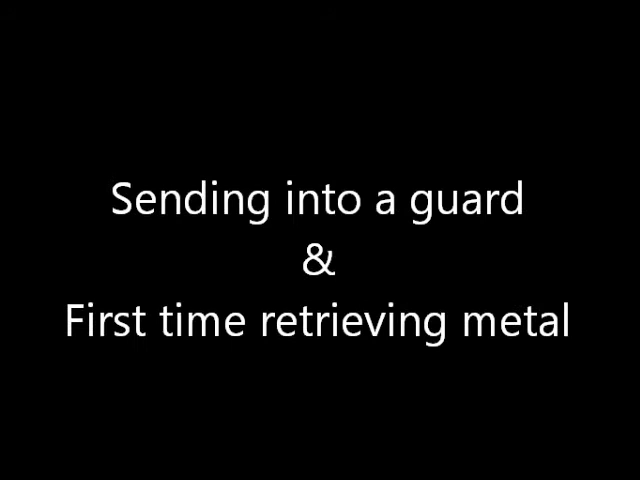 Sending into a guard
&
First time retrieving metal